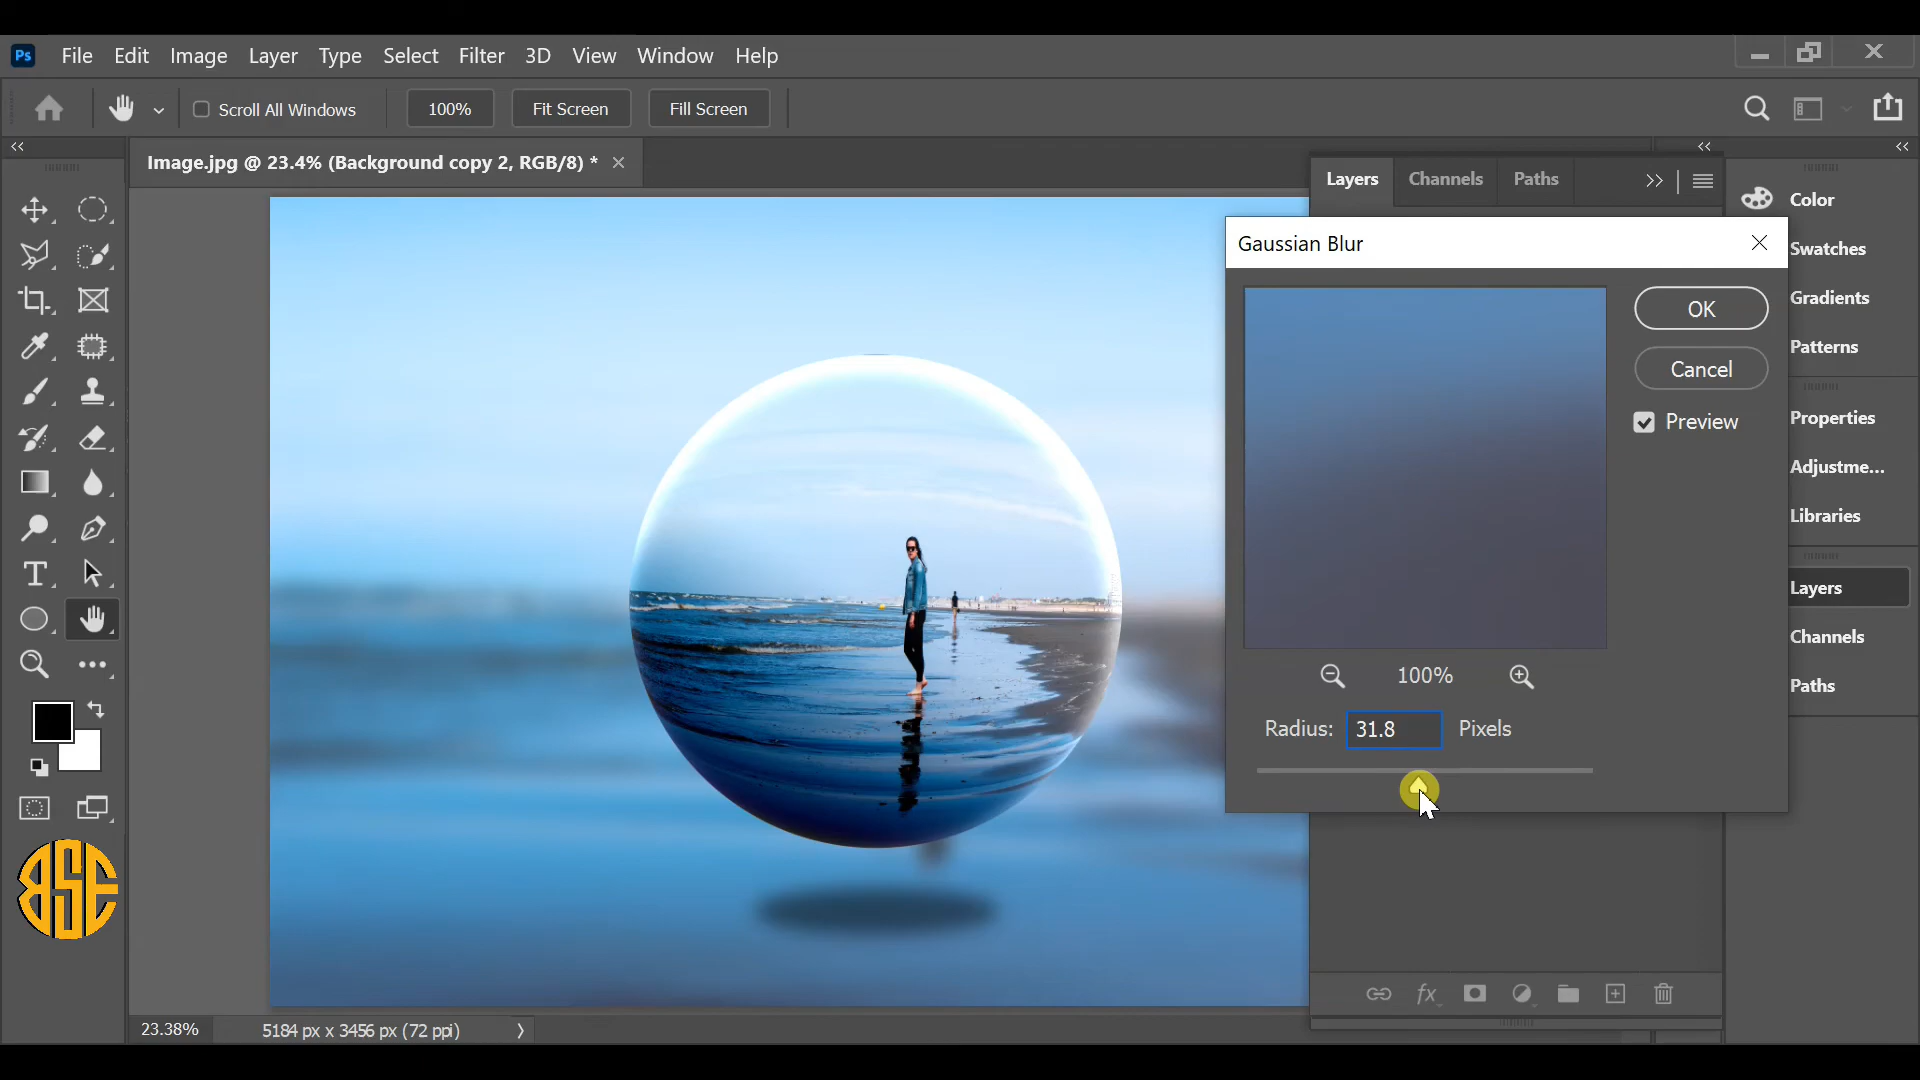 Ps File Edit Image Layer Type Select Filter 3D View Window Help
Scroll All Windows 100% Fit Screen Fill Screen
Image.jpg @ 23.4% (Background copy 2, RGB/8) *
Layers Channels Paths
Gaussian Blur
OK
Cancel
Preview
100%
Radius: 31.8 Pixels
Color
Swatches
Gradients
Patterns
Properties
Adjustme...
Libraries
Layers
Channels
Paths
T
BSE
fx
23.38% 5184 px x 3456 px (72 ppi)